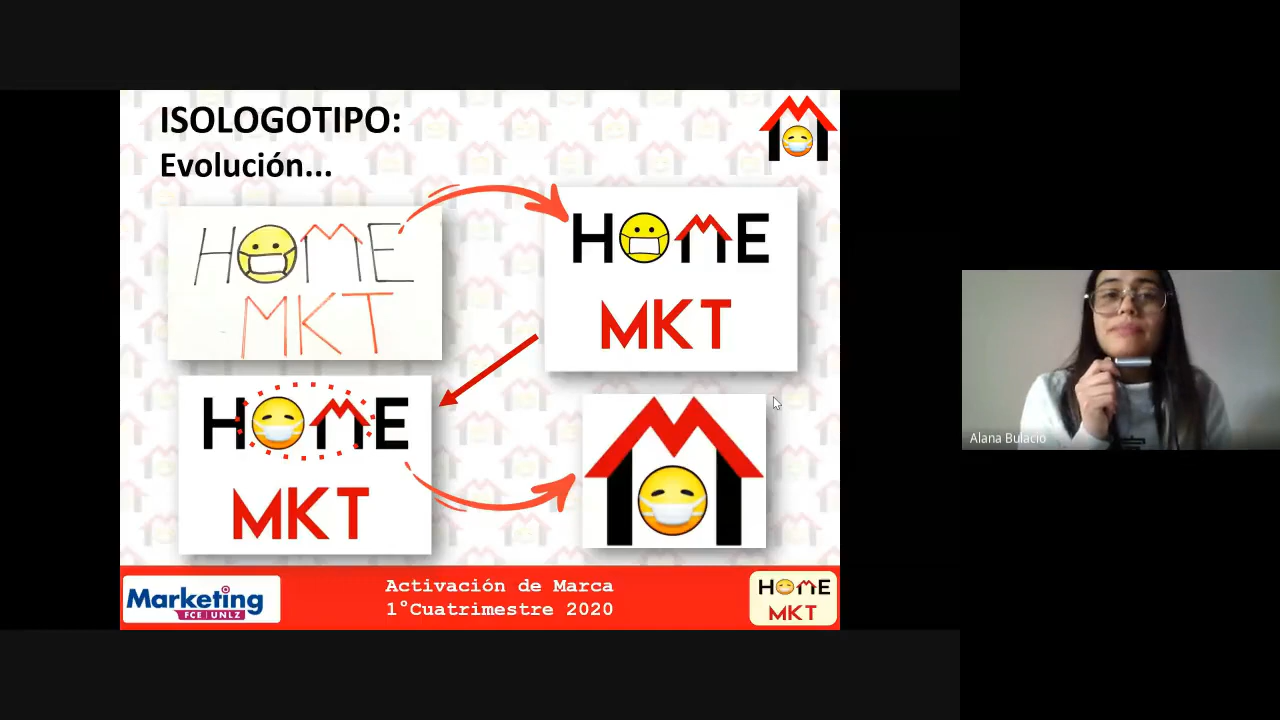 ISOLOGOTIPO:
Evolución...
HOME
MKT
HOME
MKT
HOME
MKT
Marketing
FCE | UNLZ
Activación de Marca
1°Cuatrimestre 2020
HOME
MKT
Alana Bulacio